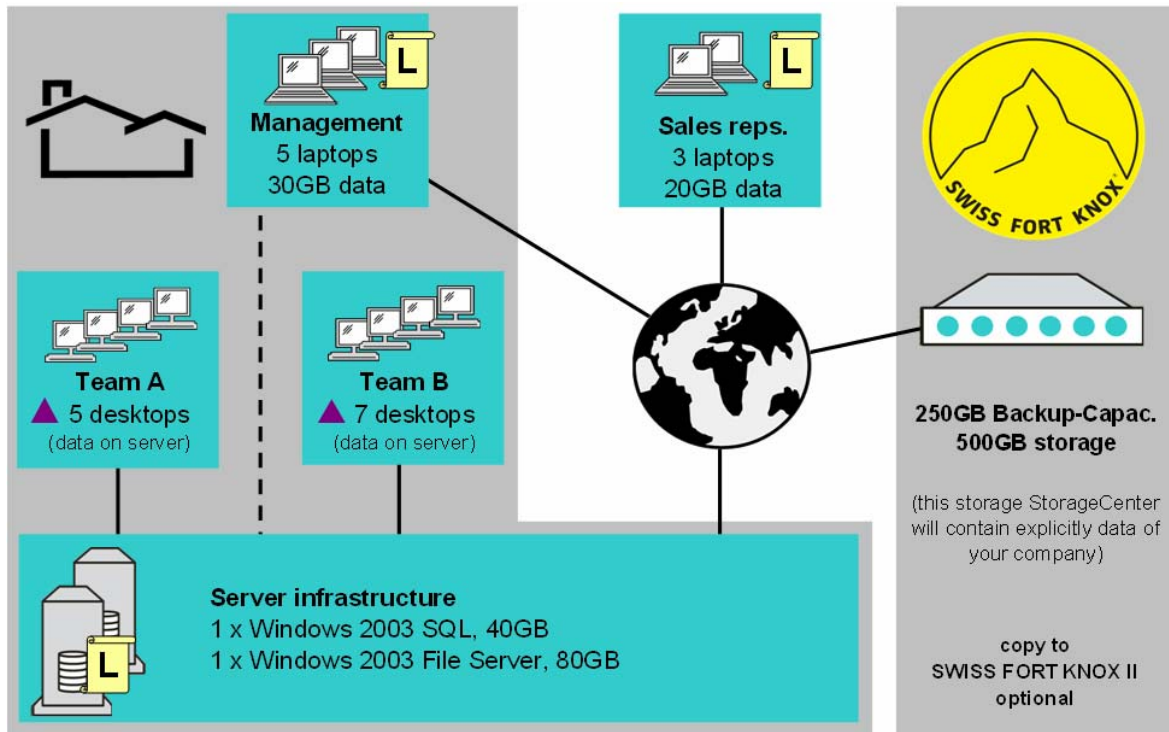 L
Management
5 laptops
30GB data
L
Sales reps.
3 laptops
20GB data
SWISS FORT KNOX
Team A
5 desktops
(data on server)
Team B
7 desktops
(data on server)
250GB Backup-Capac.
500GB storage
(this storage StorageCenter
will contain explicitly data of
your company)
copy to
SWISS FORT KNOX II
optional
L
Server infrastructure
1 x Windows 2003 SQL, 40GB
1 x Windows 2003 File Server, 80GB